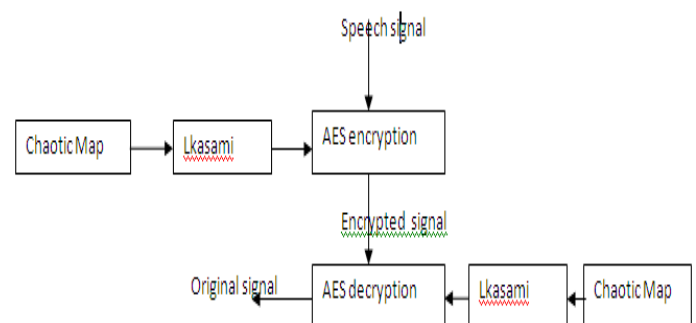 Speech signal
Chaotic Map
Lkasami
AES encryption
Encrypted signal
Original signal
AES decryption
Lkasami
Chaotic Map